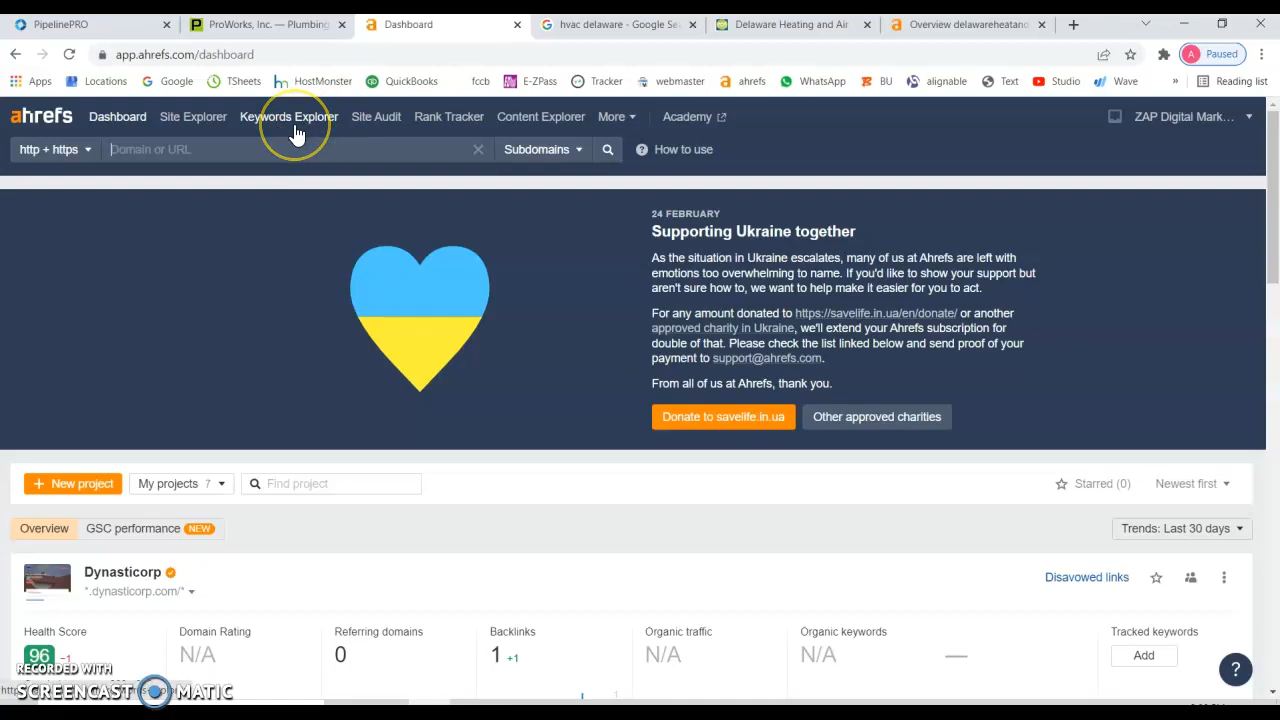 PipelinePRO
ProWorks, Inc. — Plumbing
Dashboard
hvac delaware - Google Sea
Delaware Heating and Air
Overview delawareheatand
app.ahrefs.com/dashboard
A Paused
Apps Locations Google TSheets HostMonster QuickBooks fccb E-ZPass Tracker webmaster ahrefs WhatsApp BU alignable Text Studio Wave » Reading list
ahrefs Dashboard Site Explorer Keywords Explorer Site Audit Rank Tracker Content Explorer More Academy ZAP Digital Mark...
http + https Domain or URL Subdomains How to use
24 FEBRUARY
Supporting Ukraine together
As the situation in Ukraine escalates, many of us at Ahrefs are left with
emotions too overwhelming to name. If you'd like to show your support but
aren't sure how to, we want to help make it easier for you to act.
For any amount donated to https://savelife.in.ua/en/donate/ or another
approved charity in Ukraine, we'll extend your Ahrefs subscription for
double of that. Please check the list linked below and send proof of your
payment to support@ahrefs.com.
From all of us at Ahrefs, thank you.
Donate to savelife.in.ua Other approved charities
+ New project My projects 7 Find project Starred (0) Newest first
Overview GSC performance NEW Trends: Last 30 days
Dynasticorp Disavowed links
*.dynasticorp.com/*
Health Score Domain Rating Referring domains Backlinks Organic traffic Organic keywords Tracked keywords
96 -1 N/A 0 1 +1 N/A N/A — Add
1
?
RECORDED WITH
SCREENCAST MATIC